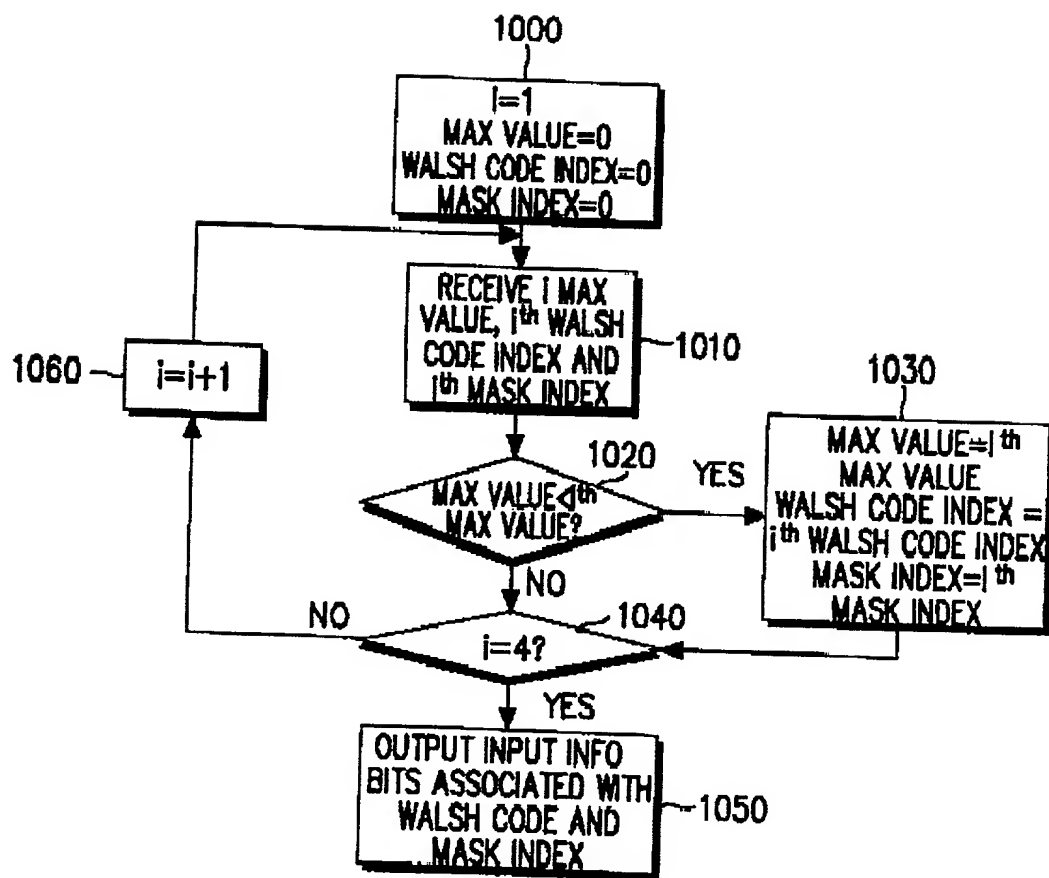 1000
i=1
MAX VALUE=0
WALSH CODE INDEX=0
MASK INDEX=0
RECEIVE i MAX
VALUE, ith WALSH
CODE INDEX AND
ith MASK INDEX
1010
1060
i=i+1
1030
MAX VALUE=ith
MAX VALUE
WALSH CODE INDEX =
ith WALSH CODE INDEX
MASK INDEX=ith
MASK INDEX
1020
YES
MAX VALUE<ith
MAX VALUE?
NO
NO
1040
i=4?
YES
OUTPUT INPUT INFO
BITS ASSOCIATED WITH
WALSH CODE AND
MASK INDEX
1050